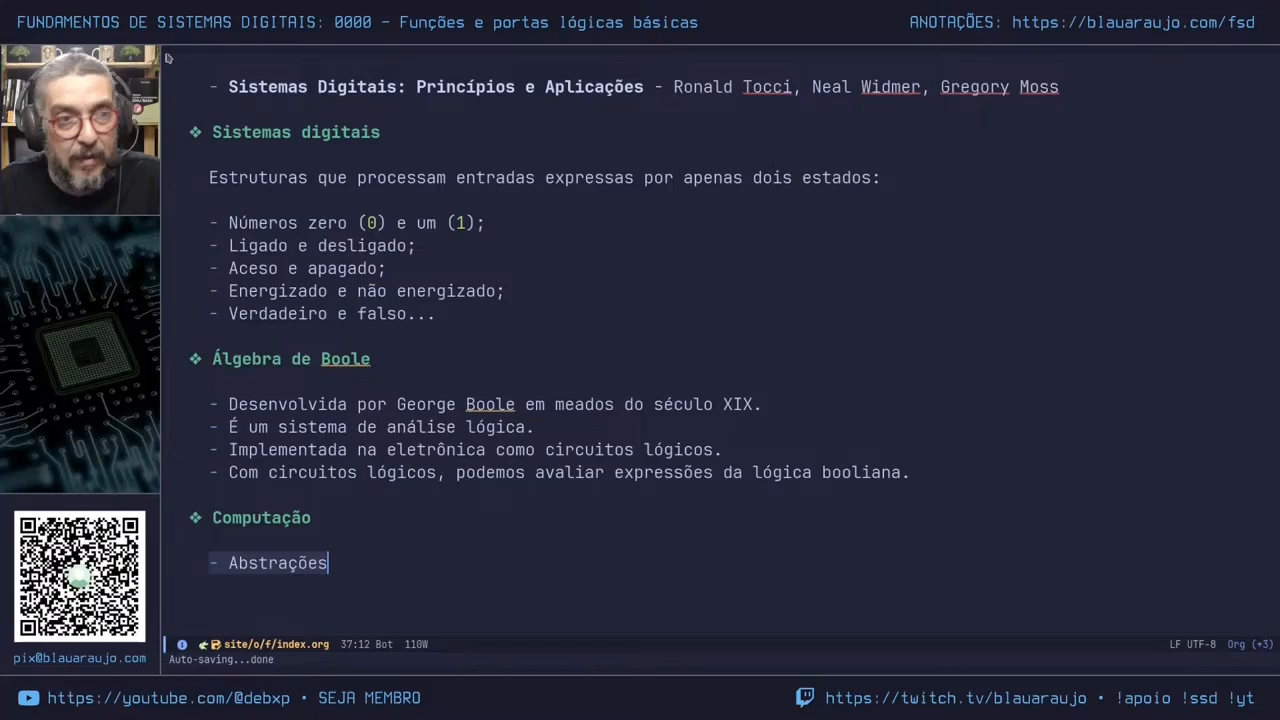 FUNDAMENTOS DE SISTEMAS DIGITAIS: 0000 - Funções e portas lógicas básicas
ANOTAÇÕES: https://blauaraujo.com/fsd
- Sistemas Digitais: Princípios e Aplicações - Ronald Tocci, Neal Widmer, Gregory Moss
❖ Sistemas digitais
Estruturas que processam entradas expressas por apenas dois estados:
- Números zero (0) e um (1);
- Ligado e desligado;
- Aceso e apagado;
- Energizado e não energizado;
- Verdadeiro e falso...
❖ Álgebra de Boole
- Desenvolvida por George Boole em meados do século XIX.
- É um sistema de análise lógica.
- Implementada na eletrônica como circuitos lógicos.
- Com circuitos lógicos, podemos avaliar expressões da lógica booliana.
❖ Computação
- Abstrações
site/o/f/index.org 37:12 Bot 110W
LF UTF-8 Org (+3)
Auto-saving...done
pix@blauaraujo.com
https://youtube.com/@debxp • SEJA MEMBRO
https://twitch.tv/blauaraujo • !apoio !ssd !yt